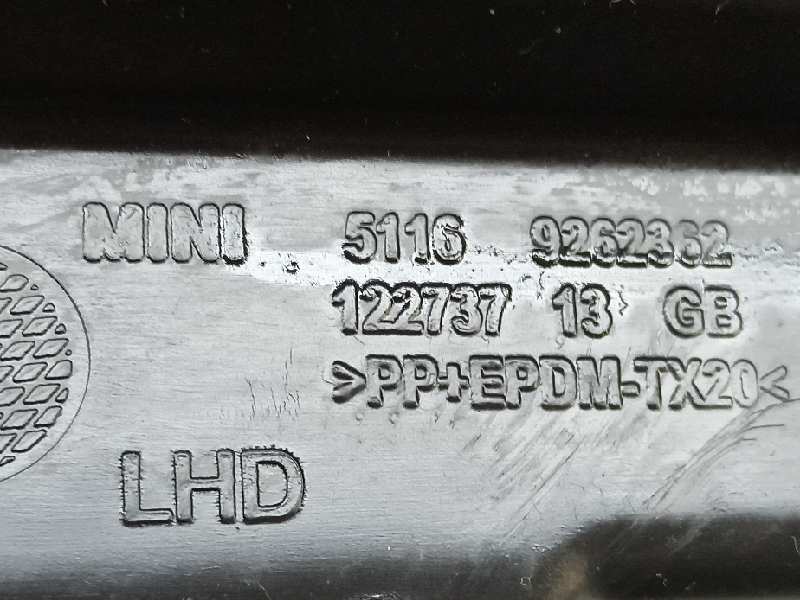 MINI 5116 9262362
122737 13 GB
>PP+EPDM-TX20<
LHD